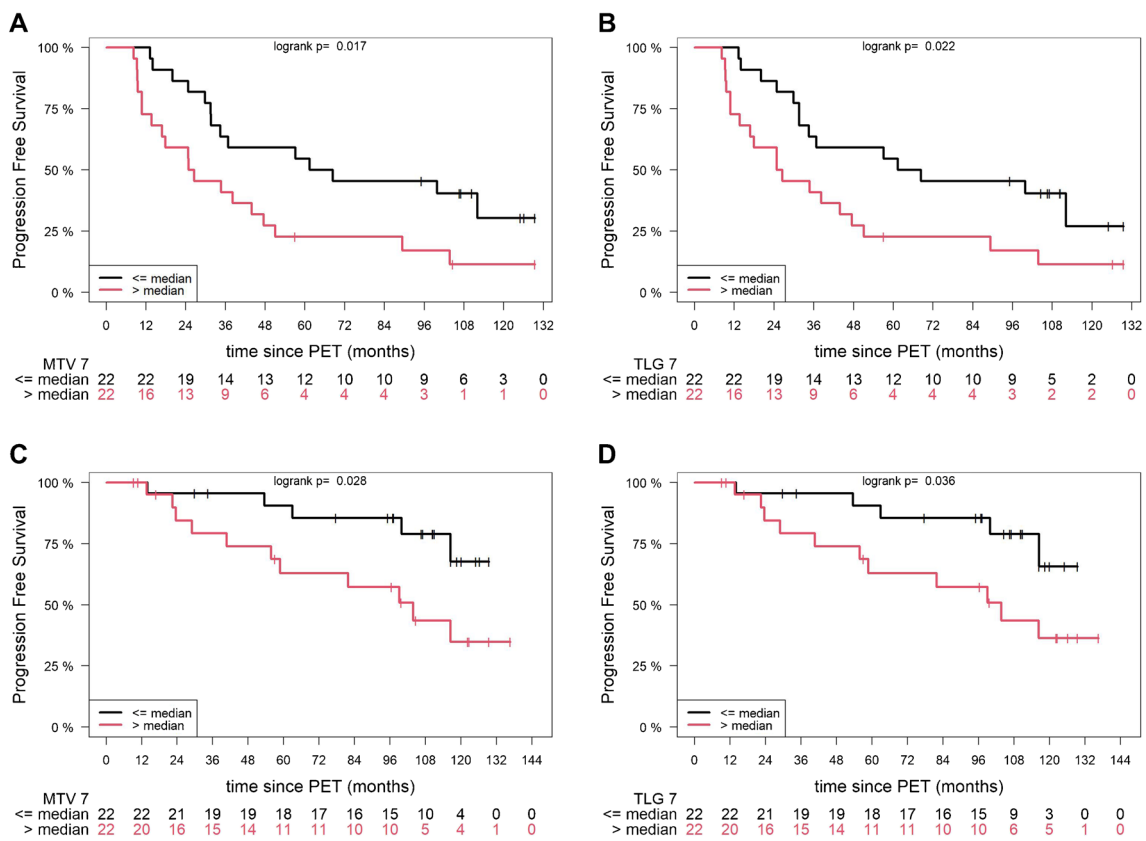 A
logrank p= 0.017
Progression Free Survival
100 %
75 %
50 %
25 %
0 %
<= median
> median
0 12 24 36 48 60 72 84 96 108 120 132
time since PET (months)
MTV 7
<= median 22 22 19 14 13 12 10 10 9 6 3 0
> median 22 16 13 9 6 4 4 4 3 1 1 0
B
logrank p= 0.022
Progression Free Survival
100 %
75 %
50 %
25 %
0 %
<= median
> median
0 12 24 36 48 60 72 84 96 108 120 132
time since PET (months)
TLG 7
<= median 22 22 19 14 13 12 10 10 9 5 2 0
> median 22 16 13 9 6 4 4 4 3 2 2 0
C
logrank p= 0.028
Progression Free Survival
100 %
75 %
50 %
25 %
0 %
<= median
> median
0 12 24 36 48 60 72 84 96 108 120 132 144
time since PET (months)
MTV 7
<= median 22 22 21 19 19 18 17 16 15 10 4 0 0
> median 22 20 16 15 14 11 11 10 10 5 4 1 0
D
logrank p= 0.036
Progression Free Survival
100 %
75 %
50 %
25 %
0 %
<= median
> median
0 12 24 36 48 60 72 84 96 108 120 132 144
time since PET (months)
TLG 7
<= median 22 22 21 19 19 18 17 16 15 9 3 0 0
> median 22 20 16 15 14 11 11 10 10 6 5 1 0